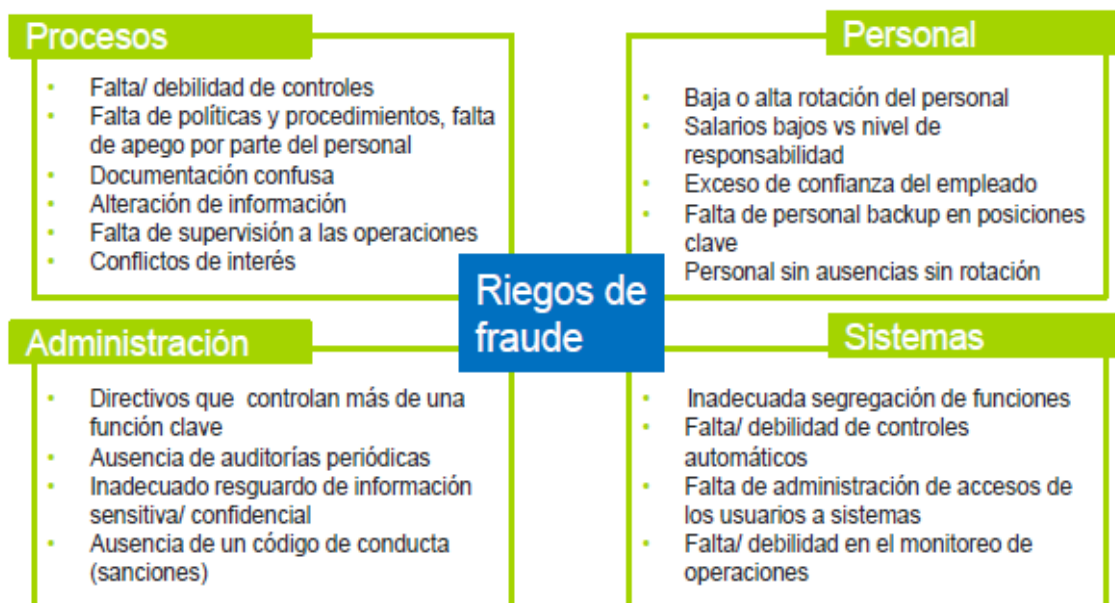 Procesos
• Falta/ debilidad de controles
• Falta de políticas y procedimientos, falta
de apego por parte del personal
• Documentación confusa
• Alteración de información
• Falta de supervisión a las operaciones
• Conflictos de interés
Personal
• Baja o alta rotación del personal
• Salarios bajos vs nivel de
responsabilidad
• Exceso de confianza del empleado
• Falta de personal backup en posiciones
clave
Personal sin ausencias sin rotación
Riegos de
fraude
Administración
• Directivos que controlan más de una
función clave
• Ausencia de auditorías periódicas
• Inadecuado resguardo de información
sensitiva/ confidencial
• Ausencia de un código de conducta
(sanciones)
Sistemas
• Inadecuada segregación de funciones
• Falta/ debilidad de controles
automáticos
• Falta de administración de accesos de
los usuarios a sistemas
• Falta/ debilidad en el monitoreo de
operaciones